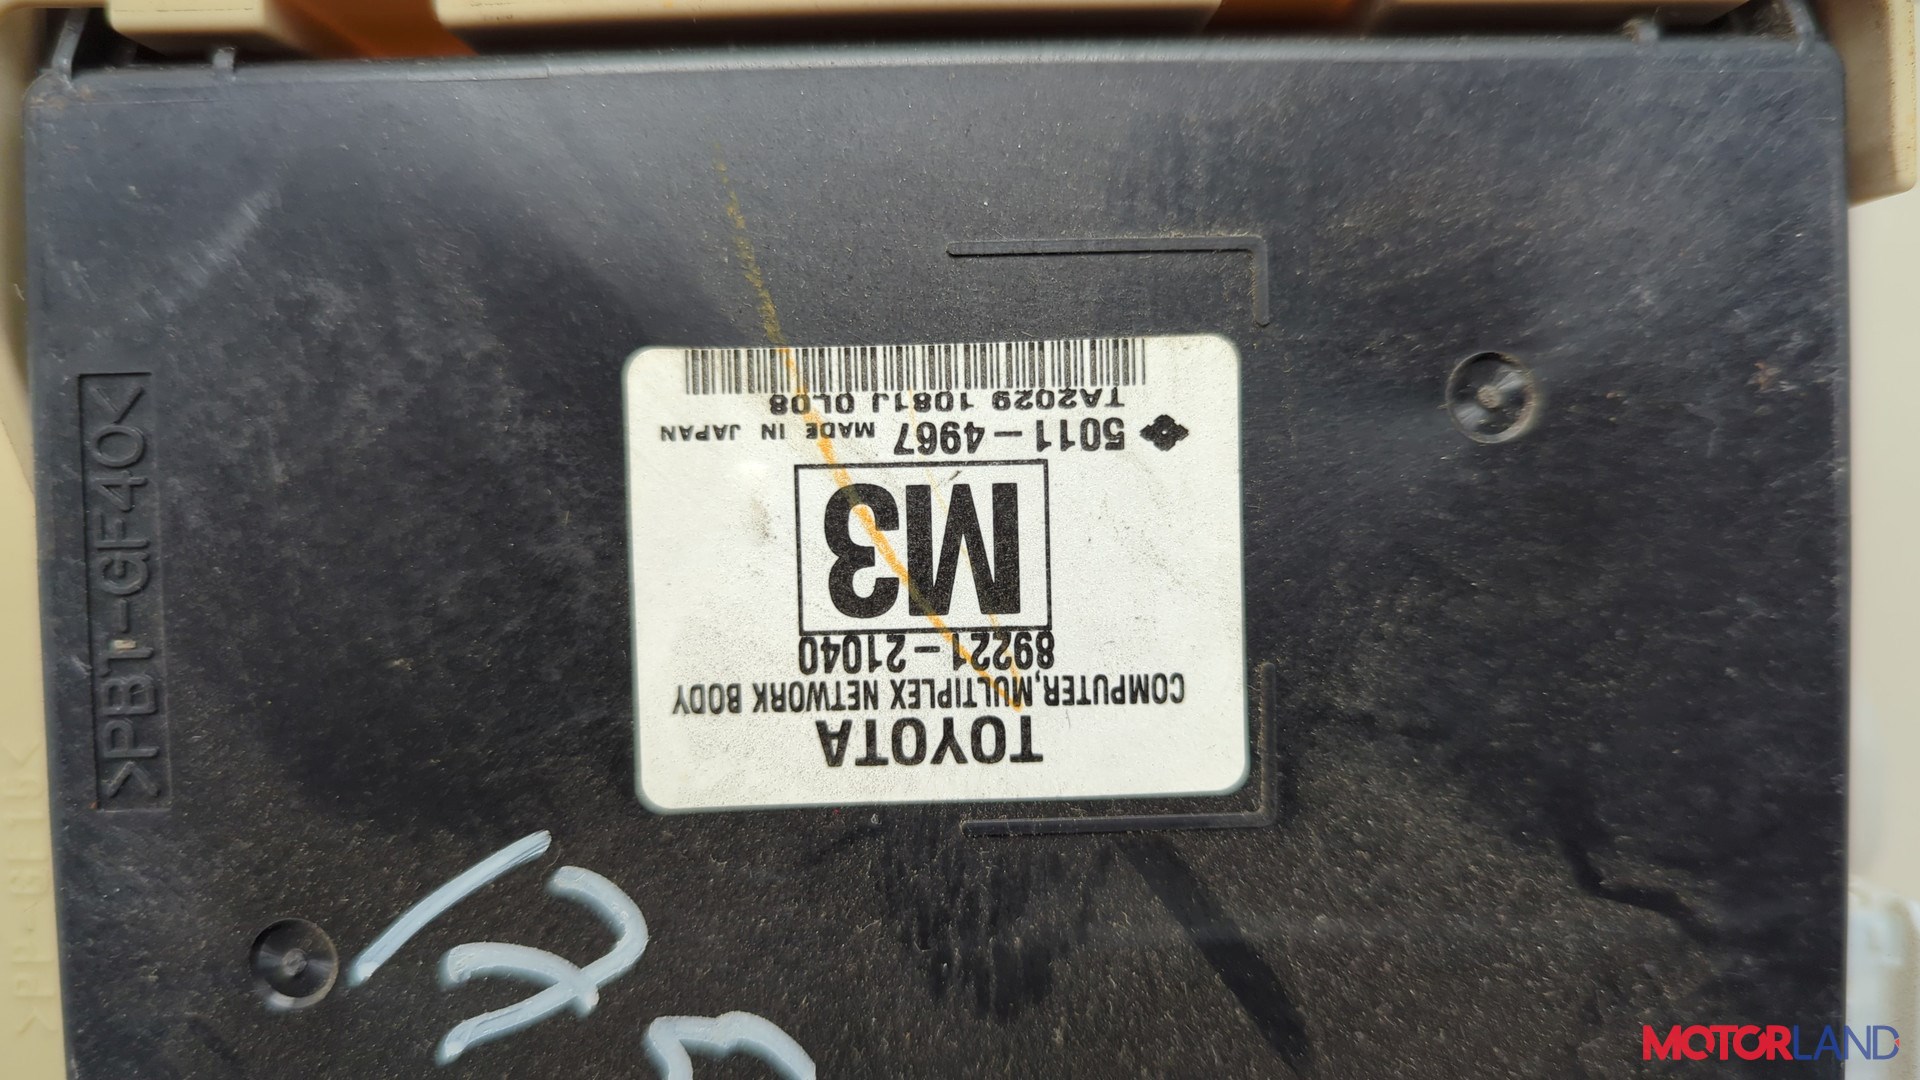 TOYOTA
COMPUTER,MULTIPLEX NETWORK BODY
89221-21040
M3
5011-4967 MADE IN JAPAN
TA2029 1081J 0L08
>PBT-GF40<
MOTORLAND